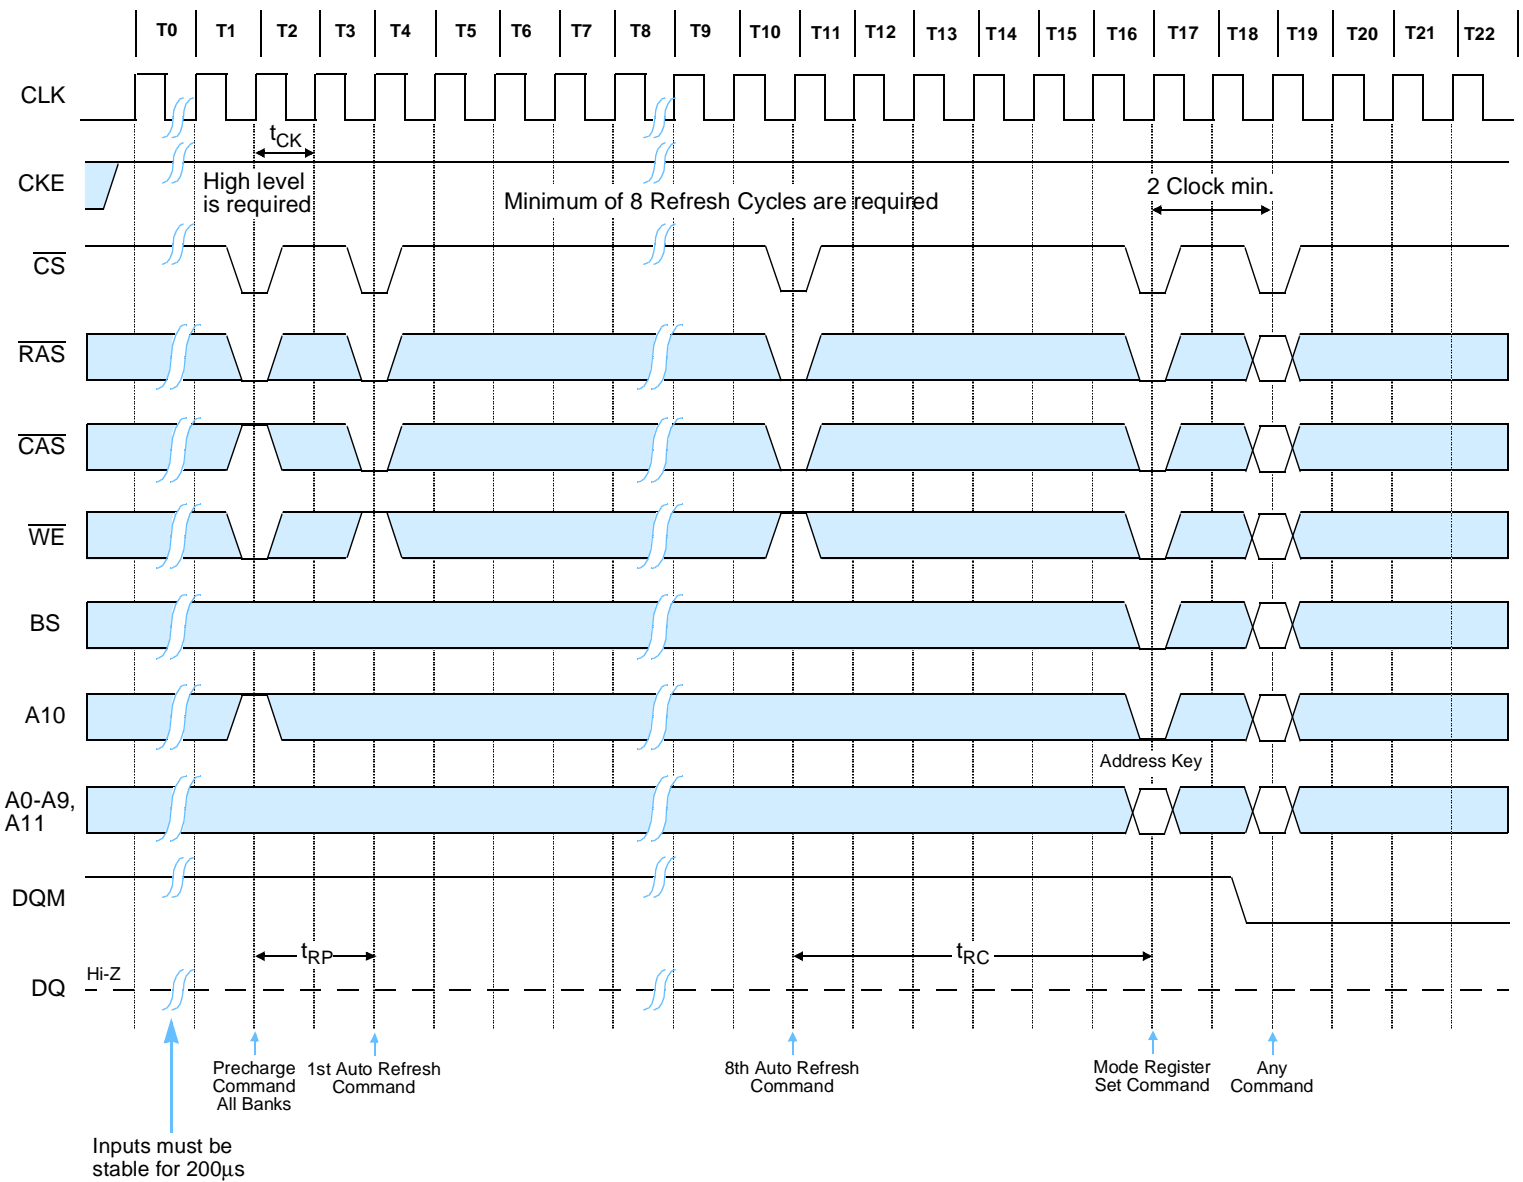 T0 T1 T2 T3 T4 T5 T6 T7 T8 T9 T10 T11 T12 T13 T14 T15 T16 T17 T18 T19 T20 T21 T22
CLK
tCK
CKE
High level
is required
Minimum of 8 Refresh Cycles are required
2 Clock min.
CS
RAS
CAS
WE
BS
A10
Address Key
A0-A9,
A11
DQM
tRP
tRC
Hi-Z
DQ
Precharge
Command
All Banks
1st Auto Refresh
Command
8th Auto Refresh
Command
Mode Register
Set Command
Any
Command
Inputs must be
stable for 200µs